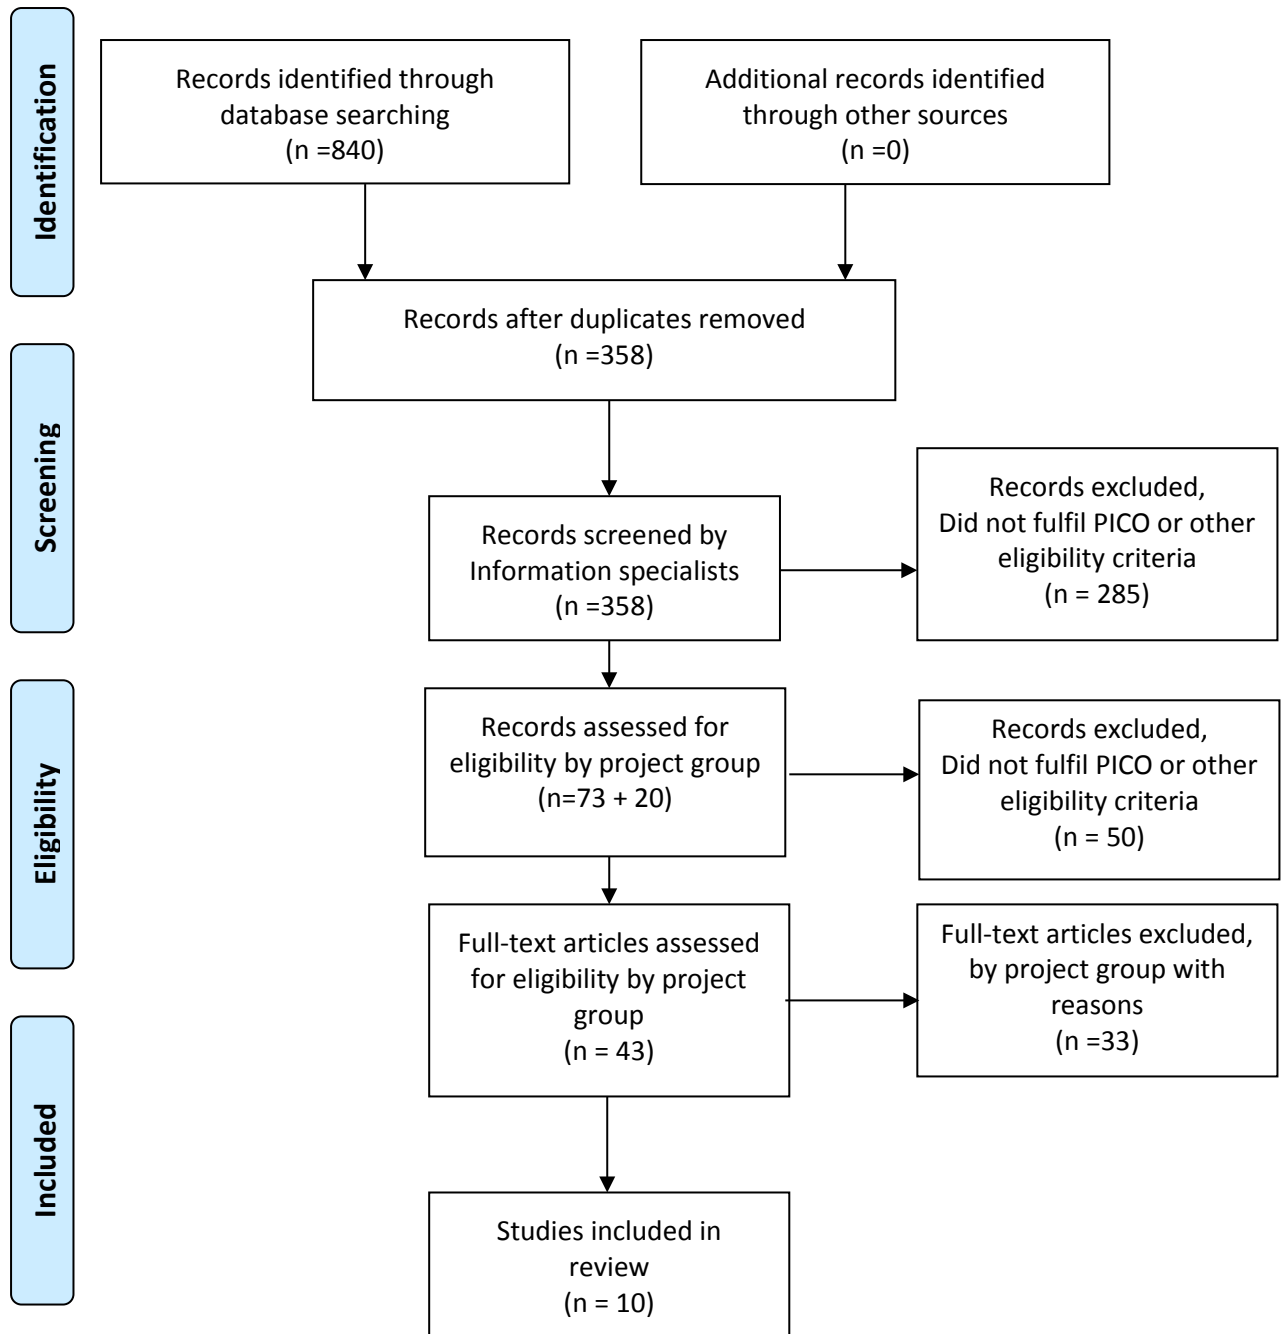 Identification
Records identified through
database searching
(n =840)
Additional records identified
through other sources
(n =0)
Records after duplicates removed
(n =358)
Screening
Records screened by
Information specialists
(n =358)
Records excluded,
Did not fulfil PICO or other
eligibility criteria
(n = 285)
Eligibility
Records assessed for
eligibility by project group
(n=73 + 20)
Records excluded,
Did not fulfil PICO or other
eligibility criteria
(n = 50)
Full-text articles assessed
for eligibility by project
group
(n = 43)
Full-text articles excluded,
by project group with
reasons
(n =33)
Included
Studies included in
review
(n = 10)